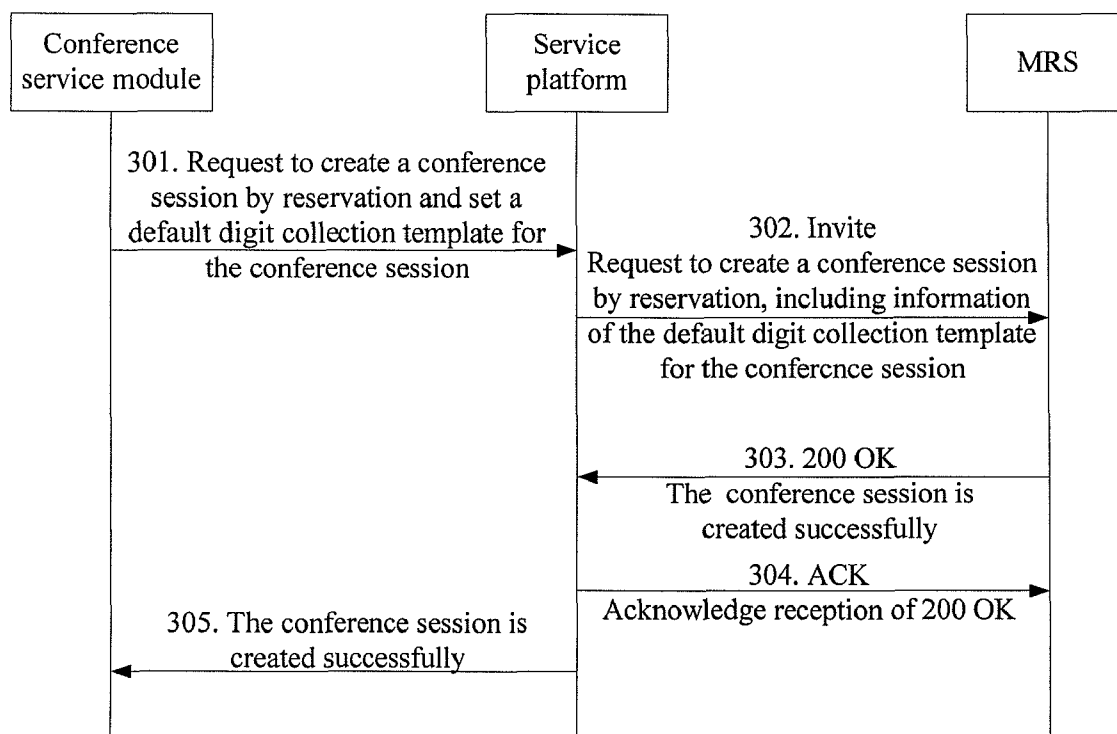 Conference
service module
Service
platform
MRS
301. Request to create a conference
session by reservation and set a
default digit collection template for
the conference session
302. Invite
Request to create a conference session
by reservation, including information
of the default digit collection template
for the confercnce session
303. 200 OK
The conference session is
created successfully
304. ACK
Acknowledge reception of 200 OK
305. The conference session is
created successfully